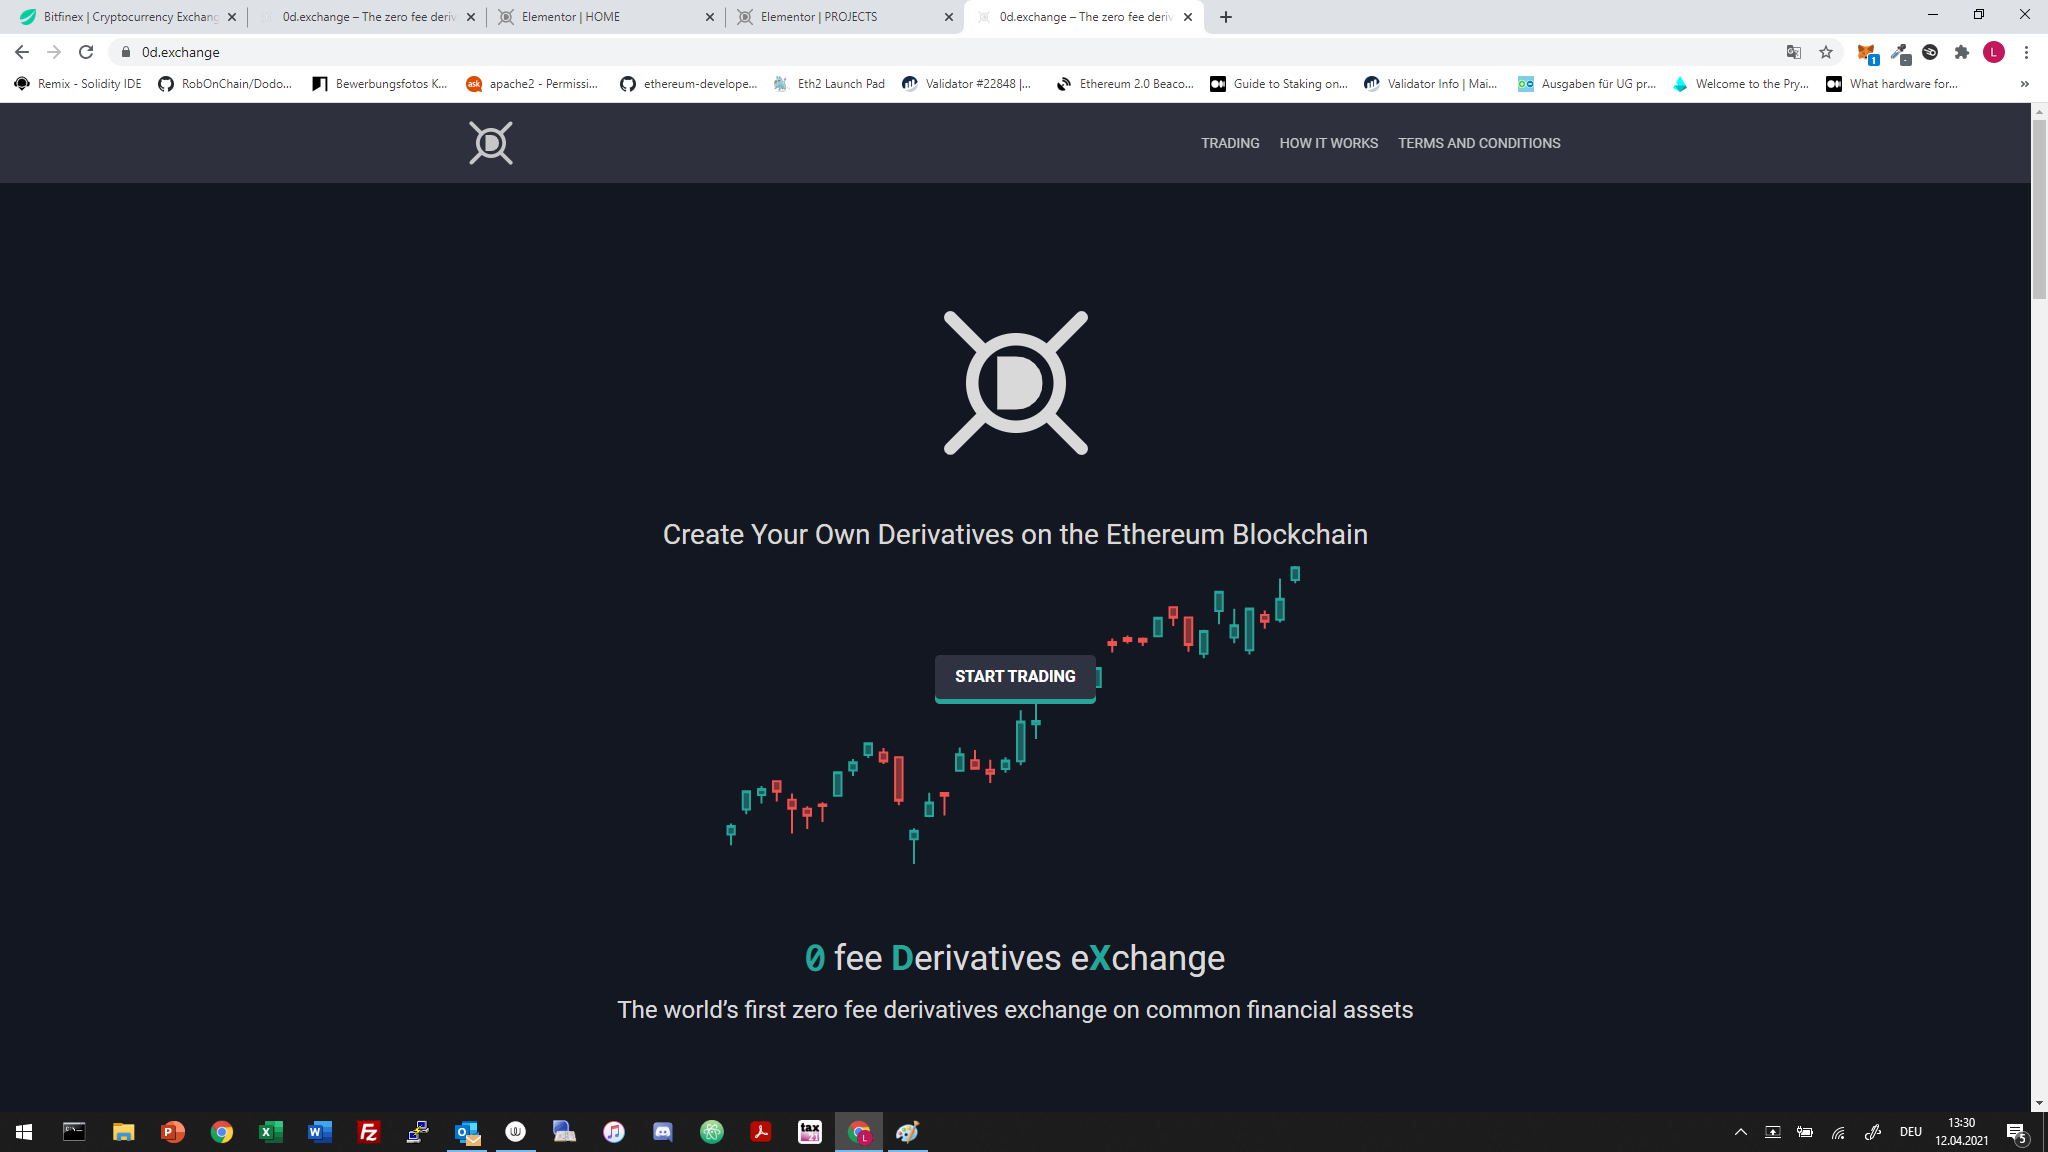 Bitfinex | Cryptocurrency Exchang
0d.exchange – The zero fee deriv
Elementor | HOME
Elementor | PROJECTS
0d.exchange – The zero fee deriv
0d.exchange
1
L
Remix - Solidity IDE
RobOnChain/Dodo...
Bewerbungsfotos K...
ask
apache2 - Permissi...
ethereum-develope...
Eth2 Launch Pad
Validator #22848 |...
Ethereum 2.0 Beaco...
Guide to Staking on...
Validator Info | Mai...
Ausgaben für UG pr...
Welcome to the Pry...
What hardware for...
»
D
TRADING
HOW IT WORKS
TERMS AND CONDITIONS
D
Create Your Own Derivatives on the Ethereum Blockchain
START TRADING
0 fee Derivatives eXchange
The world’s first zero fee derivatives exchange on common financial assets
tax
21
L
DEU
13:30
12.04.2021
5